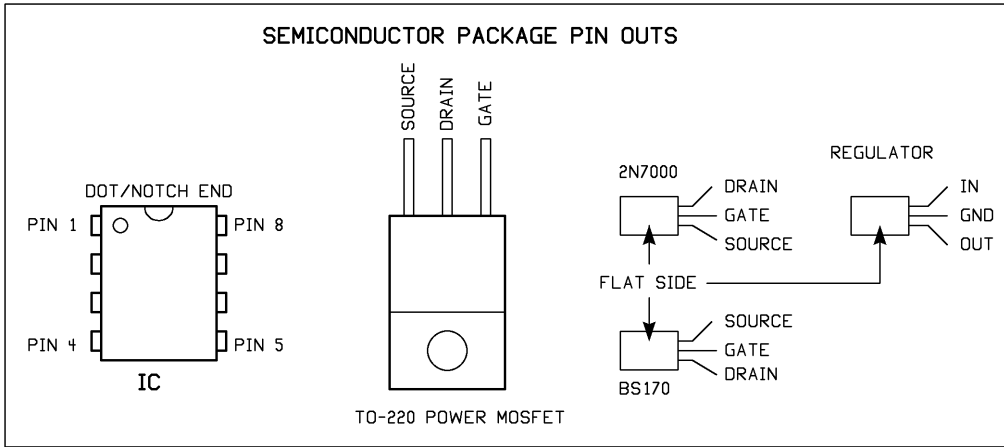 SEMICONDUCTOR PACKAGE PIN OUTS
DOT/NOTCH END
PIN 1
PIN 8
PIN 4
PIN 5
IC
SOURCE
DRAIN
GATE
TO-220 POWER MOSFET
2N7000
DRAIN
GATE
SOURCE
FLAT SIDE
SOURCE
GATE
DRAIN
BS170
REGULATOR
IN
GND
OUT